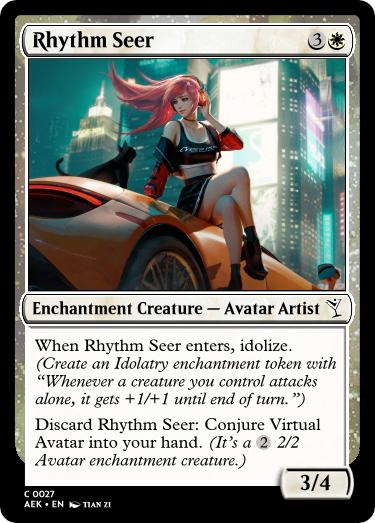 Rhythm Seer 3
Enchantment Creature — Avatar Artist
When Rhythm Seer enters, idolize.
(Create an Idolatry enchantment token with
“Whenever a creature you control attacks
alone, it gets +1/+1 until end of turn.”)
Discard Rhythm Seer: Conjure Virtual
Avatar into your hand. (It's a 2 2/2
Avatar enchantment creature.)
3/4
C 0027
AEK • EN TIAN ZI